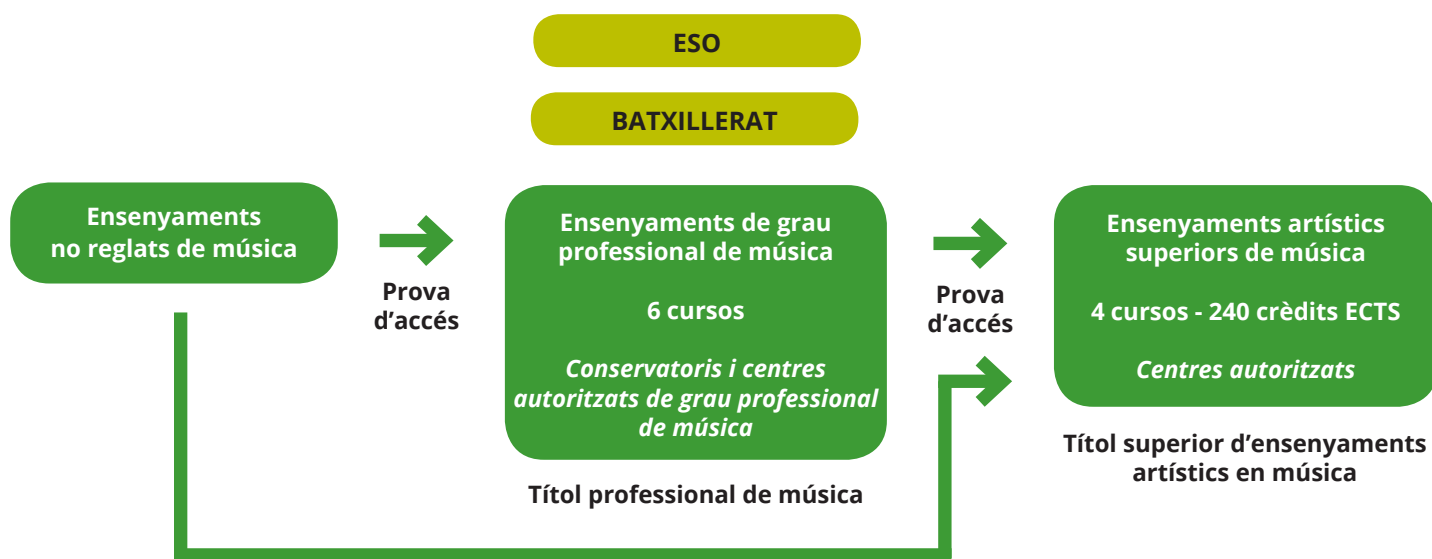 ESO
BATXILLERAT
Ensenyaments
no reglats de música
Prova
d’accés
Ensenyaments de grau
professional de música
6 cursos
Conservatoris i centres
autoritzats de grau professional
de música
Títol professional de música
Prova
d’accés
Ensenyaments artístics
superiors de música
4 cursos - 240 crèdits ECTS
Centres autoritzats
Títol superior d’ensenyaments
artístics en música